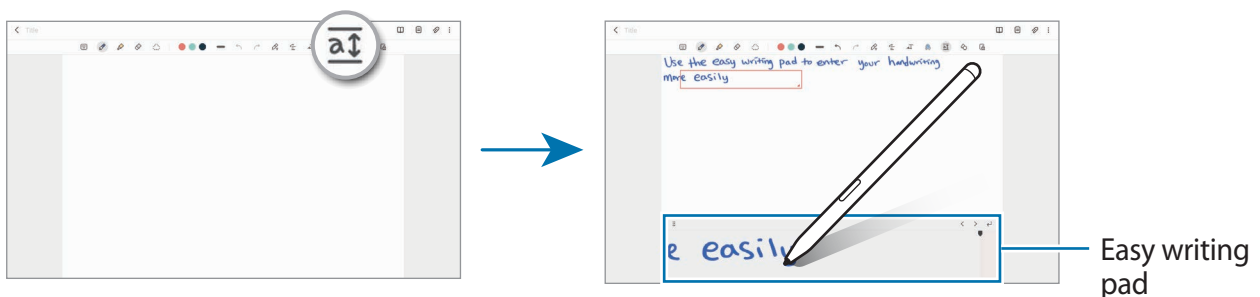 Title
a
Title
Use the easy writing pad to enter your handwriting
more easily
e easily
Easy writing
pad